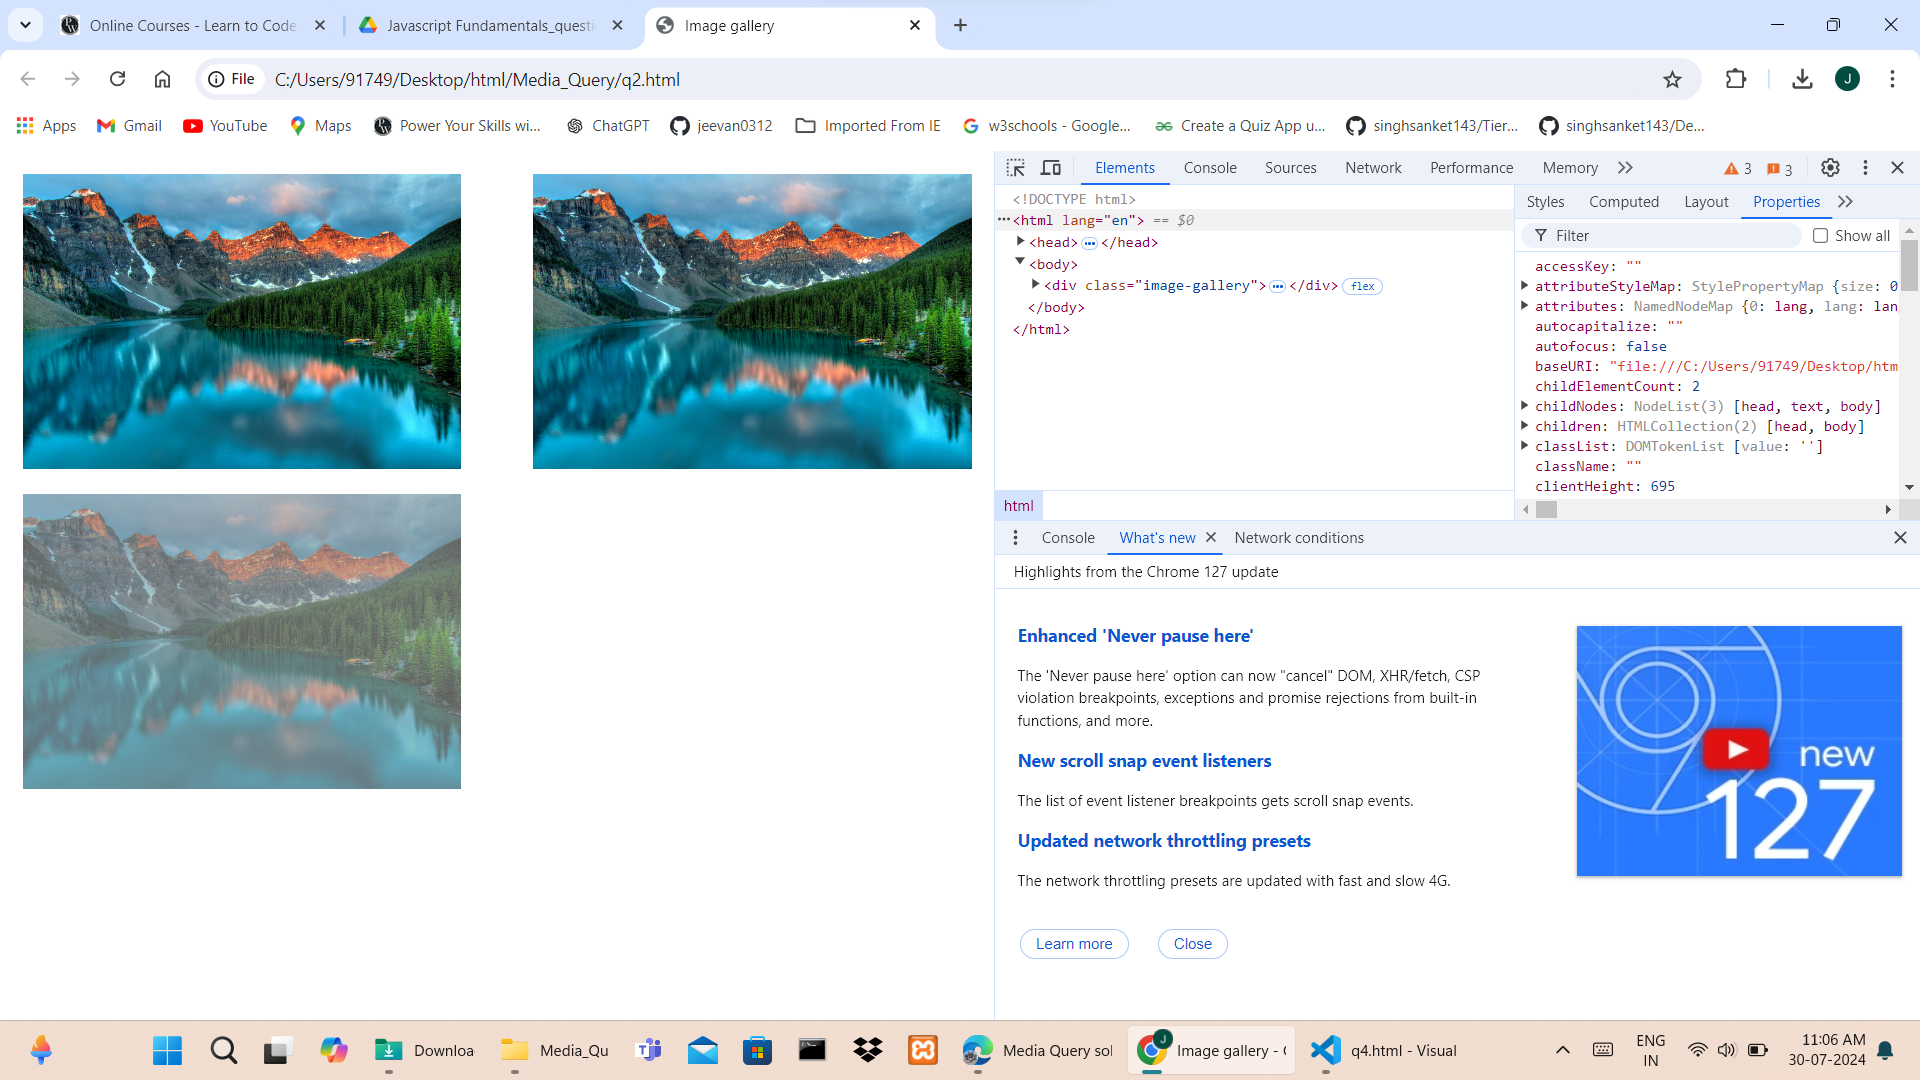 Online Courses - Learn to Code
Javascript Fundamentals_questi
Image gallery
File
C:/Users/91749/Desktop/html/Media_Query/q2.html
J
Apps
Gmail
YouTube
Maps
Power Your Skills wi...
ChatGPT
jeevan0312
Imported From IE
w3schools - Google...
Create a Quiz App u...
singhsanket143/Tier...
singhsanket143/De...
Elements
Console
Sources
Network
Performance
Memory
3
3
<!DOCTYPE html>
<html lang="en"> == $0
<head> ••• </head>
<body>
<div class="image-gallery"> ••• </div> flex
</body>
</html>
html
Styles
Computed
Layout
Properties
Filter
Show all
accessKey: ""
attributeStyleMap: StylePropertyMap {size: 0
attributes: NamedNodeMap {0: lang, lang: lan
autocapitalize: ""
autofocus: false
baseURI: "file:///C:/Users/91749/Desktop/htm
childElementCount: 2
childNodes: NodeList(3) [head, text, body]
children: HTMLCollection(2) [head, body]
classList: DOMTokenList [value: '']
className: ""
clientHeight: 695
Console
What's new
Network conditions
Highlights from the Chrome 127 update
Enhanced 'Never pause here'
The 'Never pause here' option can now "cancel" DOM, XHR/fetch, CSP
violation breakpoints, exceptions and promise rejections from built-in
functions, and more.
New scroll snap event listeners
The list of event listener breakpoints gets scroll snap events.
Updated network throttling presets
The network throttling presets are updated with fast and slow 4G.
Learn more
Close
new
127
Downloa
Media_Qu
Media Query sol
J
Image gallery - G
q4.html - Visual
ENG
IN
11:06 AM
30-07-2024